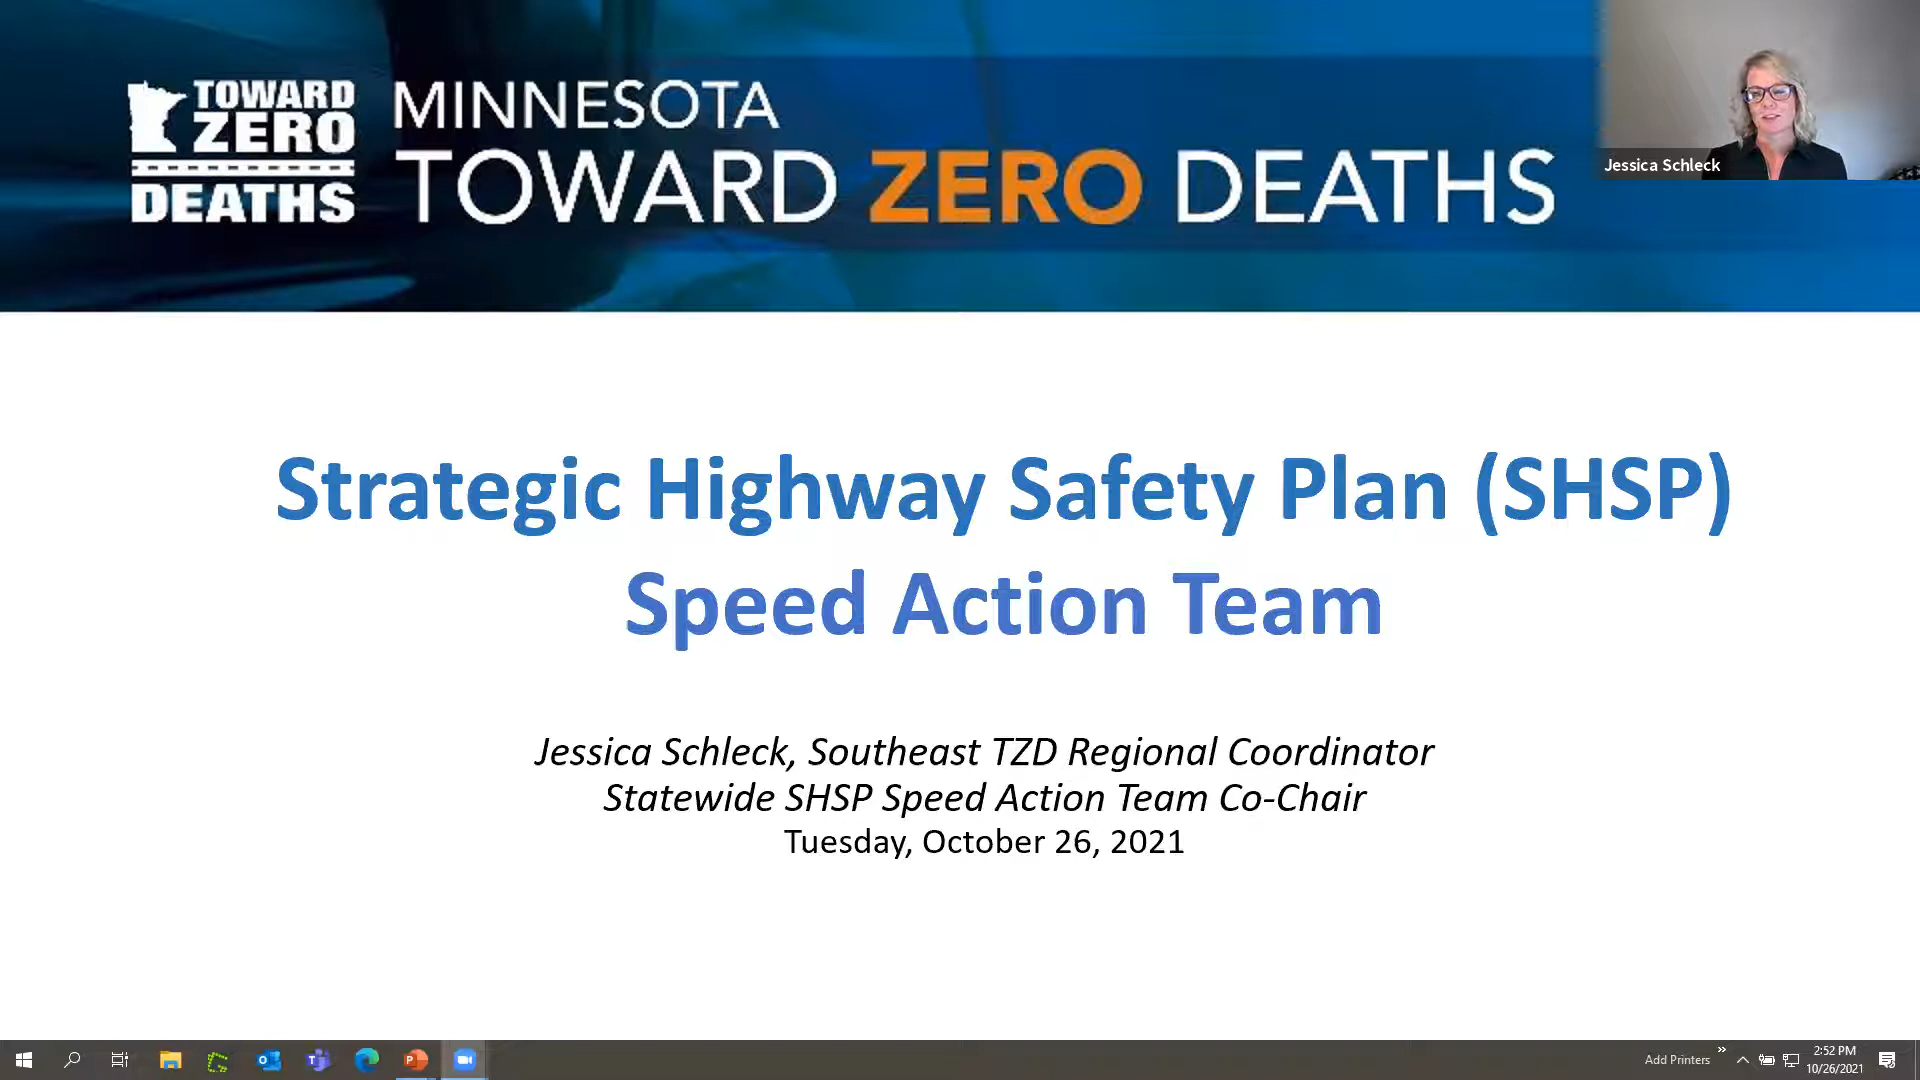 TOWARD
ZERO
DEATHS
MINNESOTA
TOWARD ZERO DEATHS
Jessica Schleck
Strategic Highway Safety Plan (SHSP)
Speed Action Team
Jessica Schleck, Southeast TZD Regional Coordinator
Statewide SHSP Speed Action Team Co-Chair
Tuesday, October 26, 2021
Add Printers
2:52 PM
10/26/2021